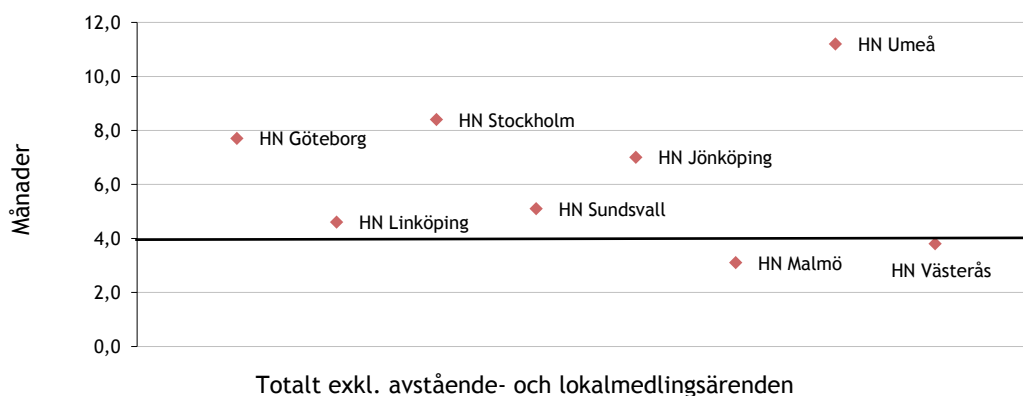 12,0
10,0
8,0
6,0
4,0
2,0
0,0
Månader
HN Umeå
HN Stockholm
HN Göteborg
HN Jönköping
HN Sundsvall
HN Linköping
HN Malmö
HN Västerås
Totalt exkl. avstående- och lokalmedlingsärenden